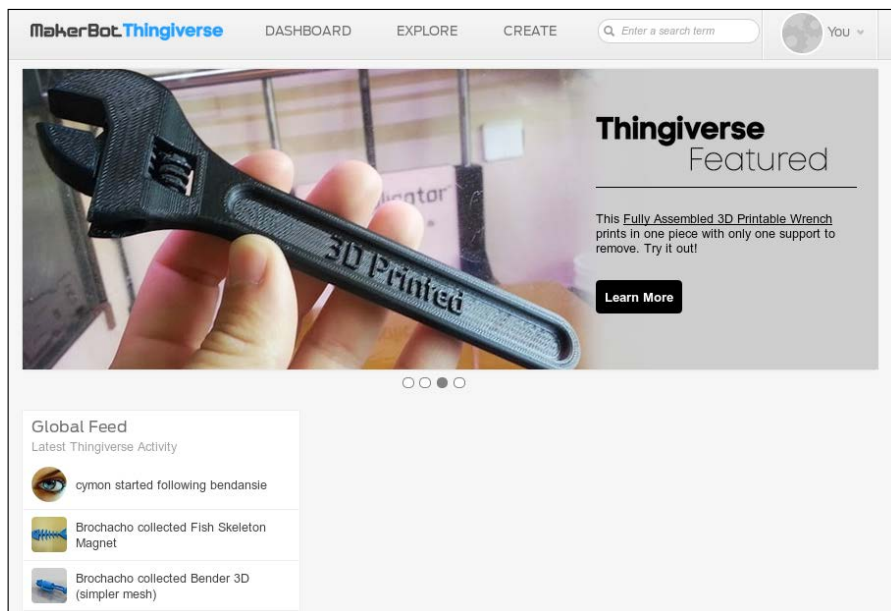 MakerBot.Thingiverse
DASHBOARD
EXPLORE
CREATE
Enter a search term
You
3D Printed
Thingiverse
Featured
This Fully Assembled 3D Printable Wrench
prints in one piece with only one support to
remove. Try it out!
Learn More
Global Feed
Latest Thingiverse Activity
cymon started following bendansie
Brochacho collected Fish Skeleton
Magnet
Brochacho collected Bender 3D
(simpler mesh)